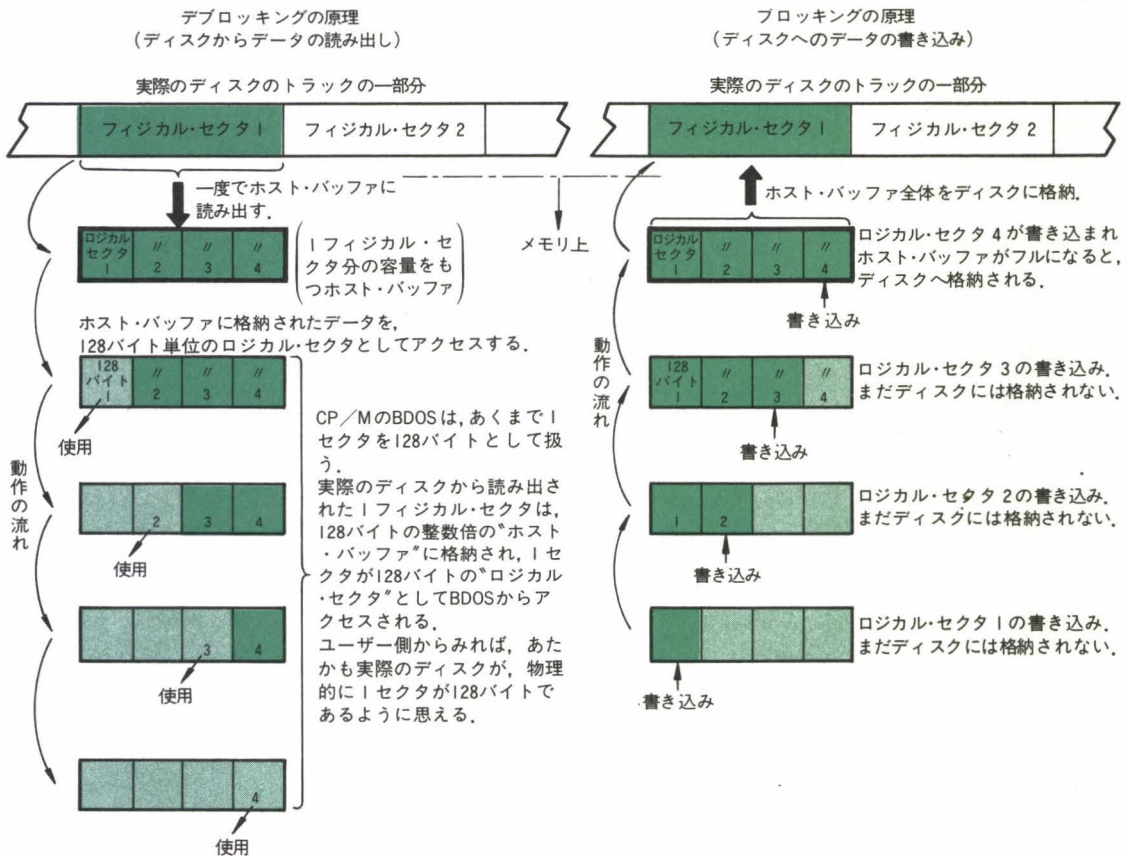 デブロッキングの原理
(ディスクからデータの読み出し)
実際のディスクのトラックの一部分
フィジカル・セクタ1
フィジカル・セクタ2
一度でホスト・バッファに
読み出す.
ロジカル
セクタ
1
〃
2
〃
3
〃
4
1フィジカル・セ
クタ分の容量をも
つホスト・バッファ
メモリ上
ホスト・バッファに格納されたデータを,
128バイト単位のロジカル・セクタとしてアクセスする.
128
バイト
1
〃
2
〃
3
〃
4
使用
動作の流れ
2
3
4
使用
3
4
使用
4
使用
CP/MのBDOSは,あくまで1
セクタを128バイトとして扱
う.
実際のディスクから読み出さ
れた1フィジカル・セクタは,
128バイトの整数倍の〝ホスト
・バッファ〞に格納され,1セ
クタが128バイトの〝ロジカル
・セクタ〞としてBDOSからア
クセスされる.
ユーザー側からみれば,あた
かも実際のディスクが,物理
的に1セクタが128バイトで
あるように思える.
ブロッキングの原理
(ディスクへのデータの書き込み)
実際のディスクのトラックの一部分
フィジカル・セクタ1
フィジカル・セクタ2
ホスト・バッファ全体をディスクに格納.
ロジカル
セクタ
1
〃
2
〃
3
〃
4
ロジカル・セクタ4が書き込まれ
ホスト・バッファがフルになると,
ディスクへ格納される.
書き込み
動作の流れ
128
バイト
1
〃
2
〃
3
〃
4
ロジカル・セクタ3の書き込み.
まだディスクには格納されない.
書き込み
1
2
ロジカル・セクタ2の書き込み.
まだディスクには格納されない.
書き込み
ロジカル・セクタ1の書き込み.
まだディスクには格納されない.
書き込み